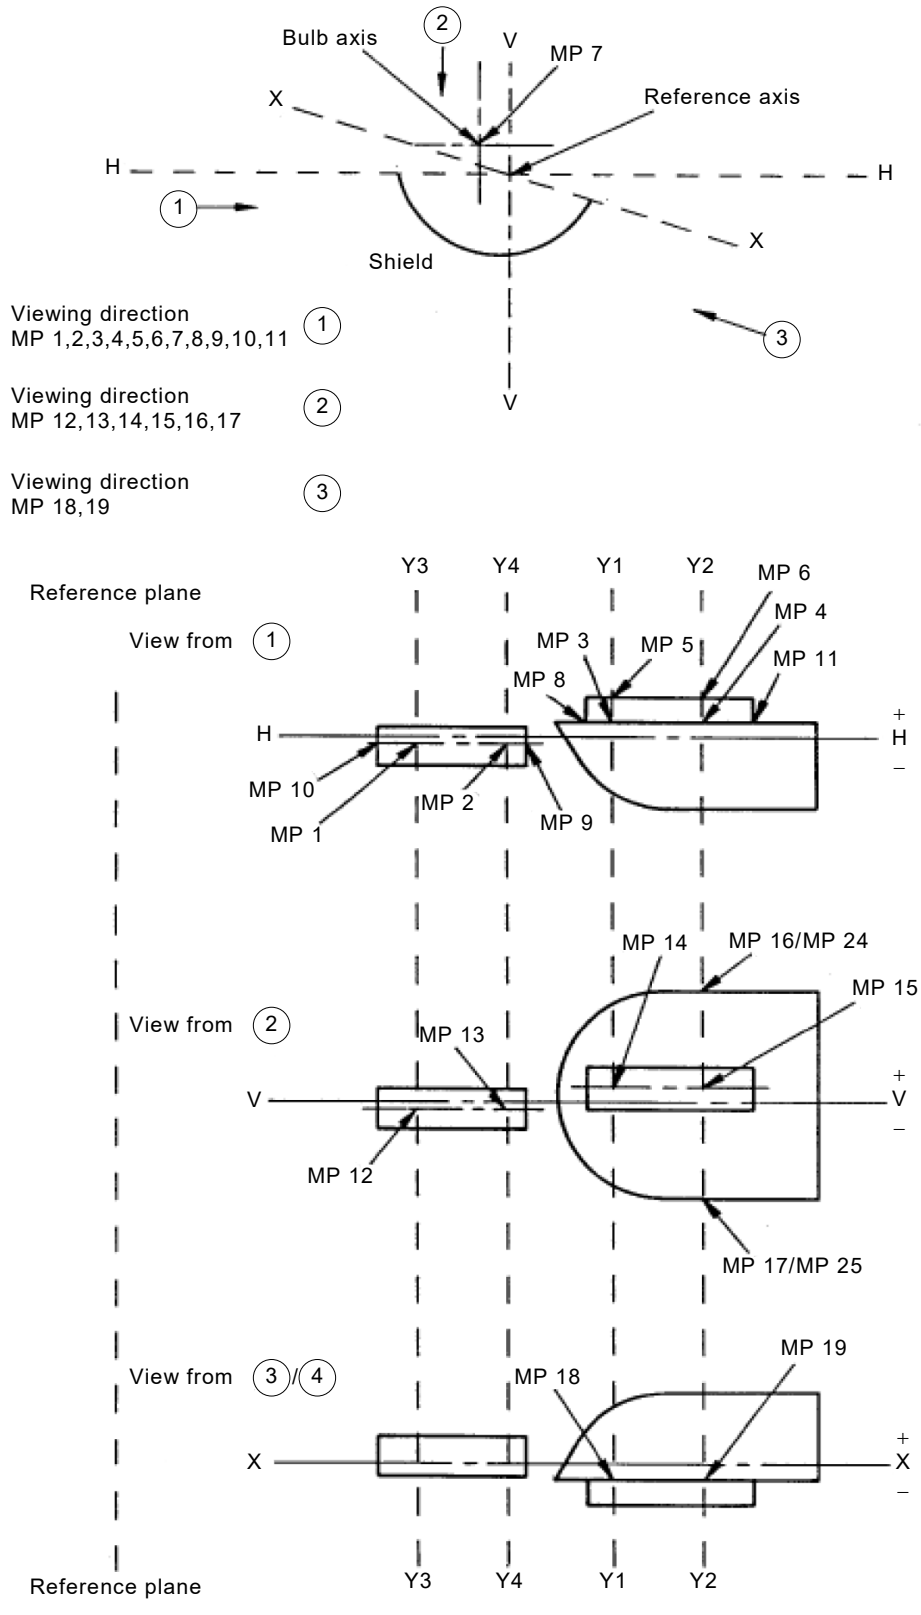 2
V
Bulb axis
MP 7
X
Reference axis
H
H
1
X
Shield
Viewing direction
MP 1,2,3,4,5,6,7,8,9,10,11
1
3
Viewing direction
MP 12,13,14,15,16,17
2
V
Viewing direction
MP 18,19
3
Y3
Y4
Y1
Y2
MP 6
Reference plane
MP 4
View from 1
MP 3
MP 5
MP 11
MP 8
+
H
H
−
MP 10
MP 2
MP 9
MP 1
MP 14
MP 16/MP 24
MP 15
View from 2
MP 13
+
V
V
−
MP 12
MP 17/MP 25
MP 19
View from 3/4
MP 18
+
X
X
−
Y3
Y4
Y1
Y2
Reference plane